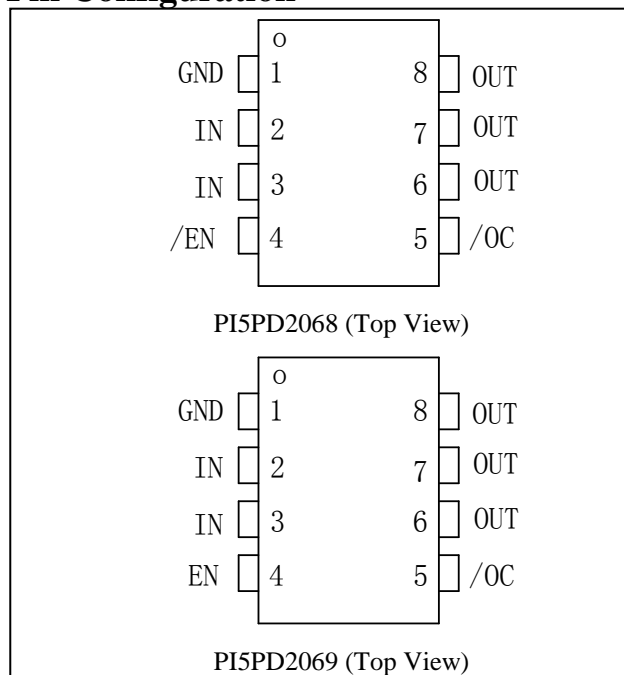 Pin Configuration
o
GND 1 8 OUT
IN 2 7 OUT
IN 3 6 OUT
/EN 4 5 /OC
PI5PD2068 (Top View)
o
GND 1 8 OUT
IN 2 7 OUT
IN 3 6 OUT
EN 4 5 /OC
PI5PD2069 (Top View)